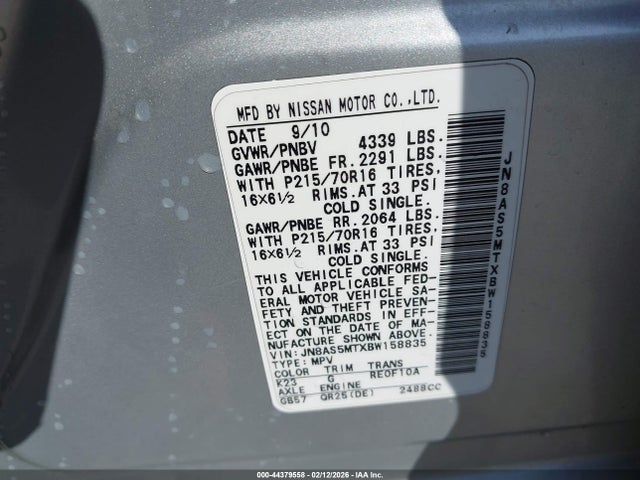 MFD BY NISSAN MOTOR CO.,LTD.
DATE 9/10
GVWR/PNBV 4339 LBS.
GAWR/PNBE FR.2291 LBS.
WITH P215/70R16 TIRES,
16X6½ RIMS.AT 33 PSI
COLD SINGLE.
GAWR/PNBE RR.2064 LBS.
WITH P215/70R16 TIRES,
16X6½ RIMS.AT 33 PSI
COLD SINGLE.
THIS VEHICLE CONFORMS
TO ALL APPLICABLE FED-
ERAL MOTOR VEHICLE SA-
FETY AND THEFT PREVEN-
TION STANDARDS IN EFF-
ECT ON THE DATE OF MA-
NUFACTURE SHOWN ABOVE.
VIN: JN8AS5MTXBW158835
TYPE: MPV
COLOR TRIM TRANS
K23 G RE0F10A
AXLE ENGINE
GB57 QR25(DE) 2488CC
JN8AS5MTXBW158835
000-44379558 - 02/12/2026 - IAA Inc.